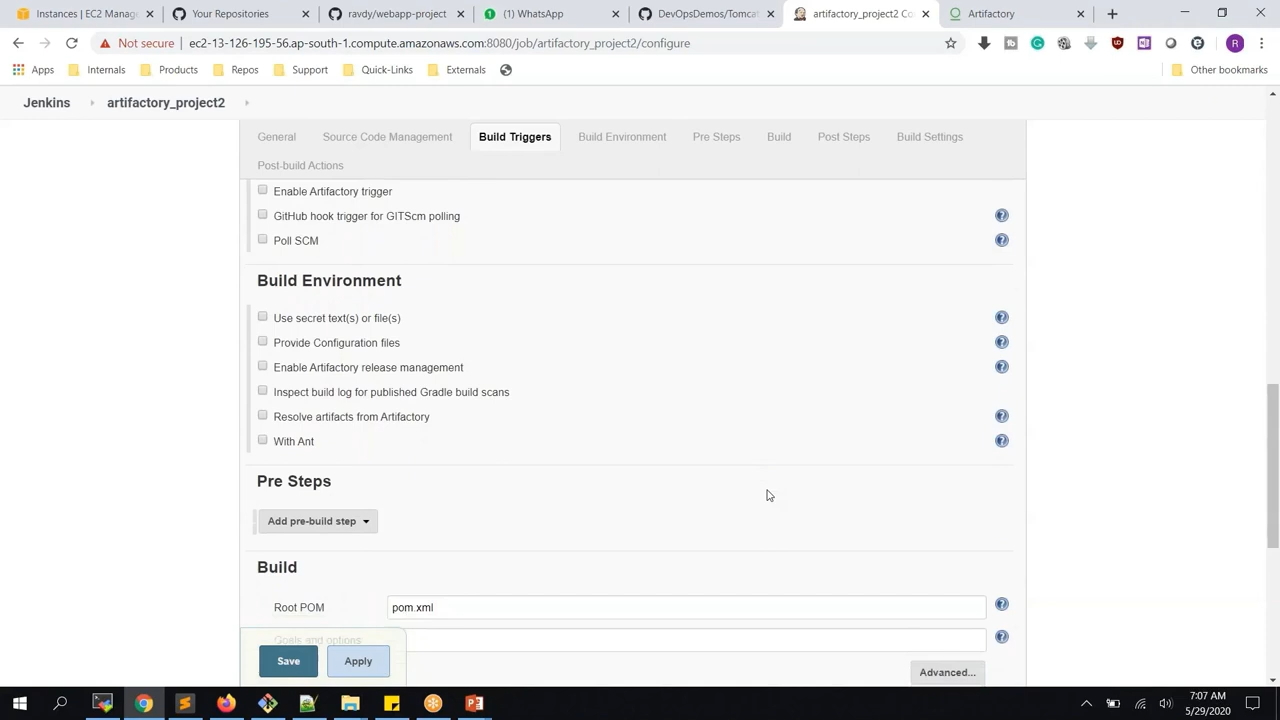 Instances | EC2 Manage
Your Repositories
ravdy/webapp-project
(1) WhatsApp
DevOpsDemos/Tomca
artifactory_project2 Co
Artifactory
Not secure | ec2-13-126-195-56.ap-south-1.compute.amazonaws.com:8080/job/artifactory_project2/configure
Apps
Internals
Products
Repos
Support
Quick-Links
Externals
Other bookmarks
Jenkins
artifactory_project2
General
Source Code Management
Build Triggers
Build Environment
Pre Steps
Build
Post Steps
Build Settings
Post-build Actions
Enable Artifactory trigger
GitHub hook trigger for GITScm polling
Poll SCM
Build Environment
Use secret text(s) or file(s)
Provide Configuration files
Enable Artifactory release management
Inspect build log for published Gradle build scans
Resolve artifacts from Artifactory
With Ant
Pre Steps
Add pre-build step
Build
Root POM
pom.xml
Goals and options
Save
Apply
Advanced...
7:07 AM
5/29/2020